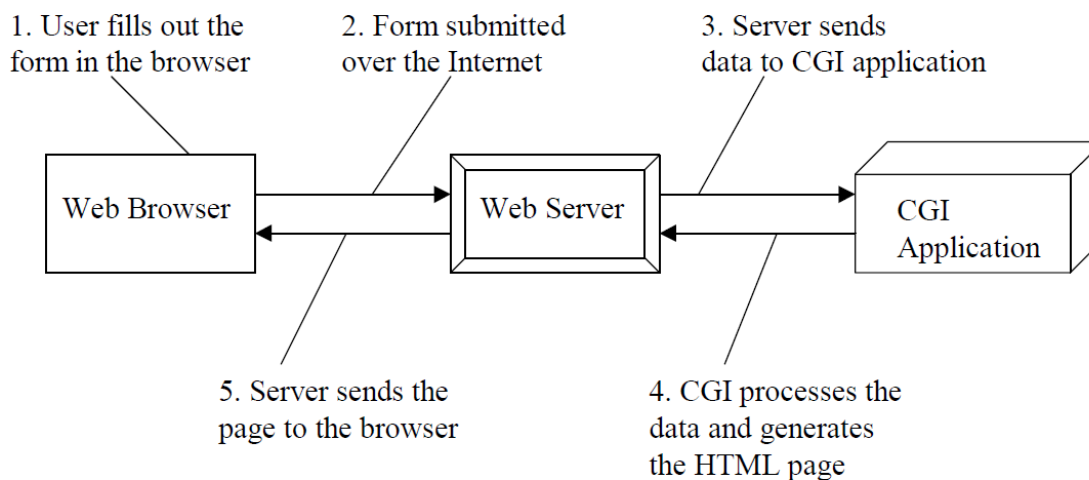 1. User fills out the
form in the browser
2. Form submitted
over the Internet
3. Server sends
data to CGI application
Web Browser
Web Server
CGI
Application
5. Server sends the
page to the browser
4. CGI processes the
data and generates
the HTML page